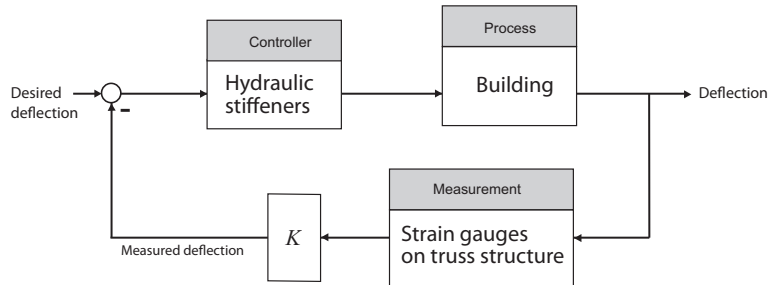 Controller
Process
Desired
deflection
Hydraulic
stiffeners
Building
Deflection
-
Measurement
K
Strain gauges
on truss structure
Measured deflection